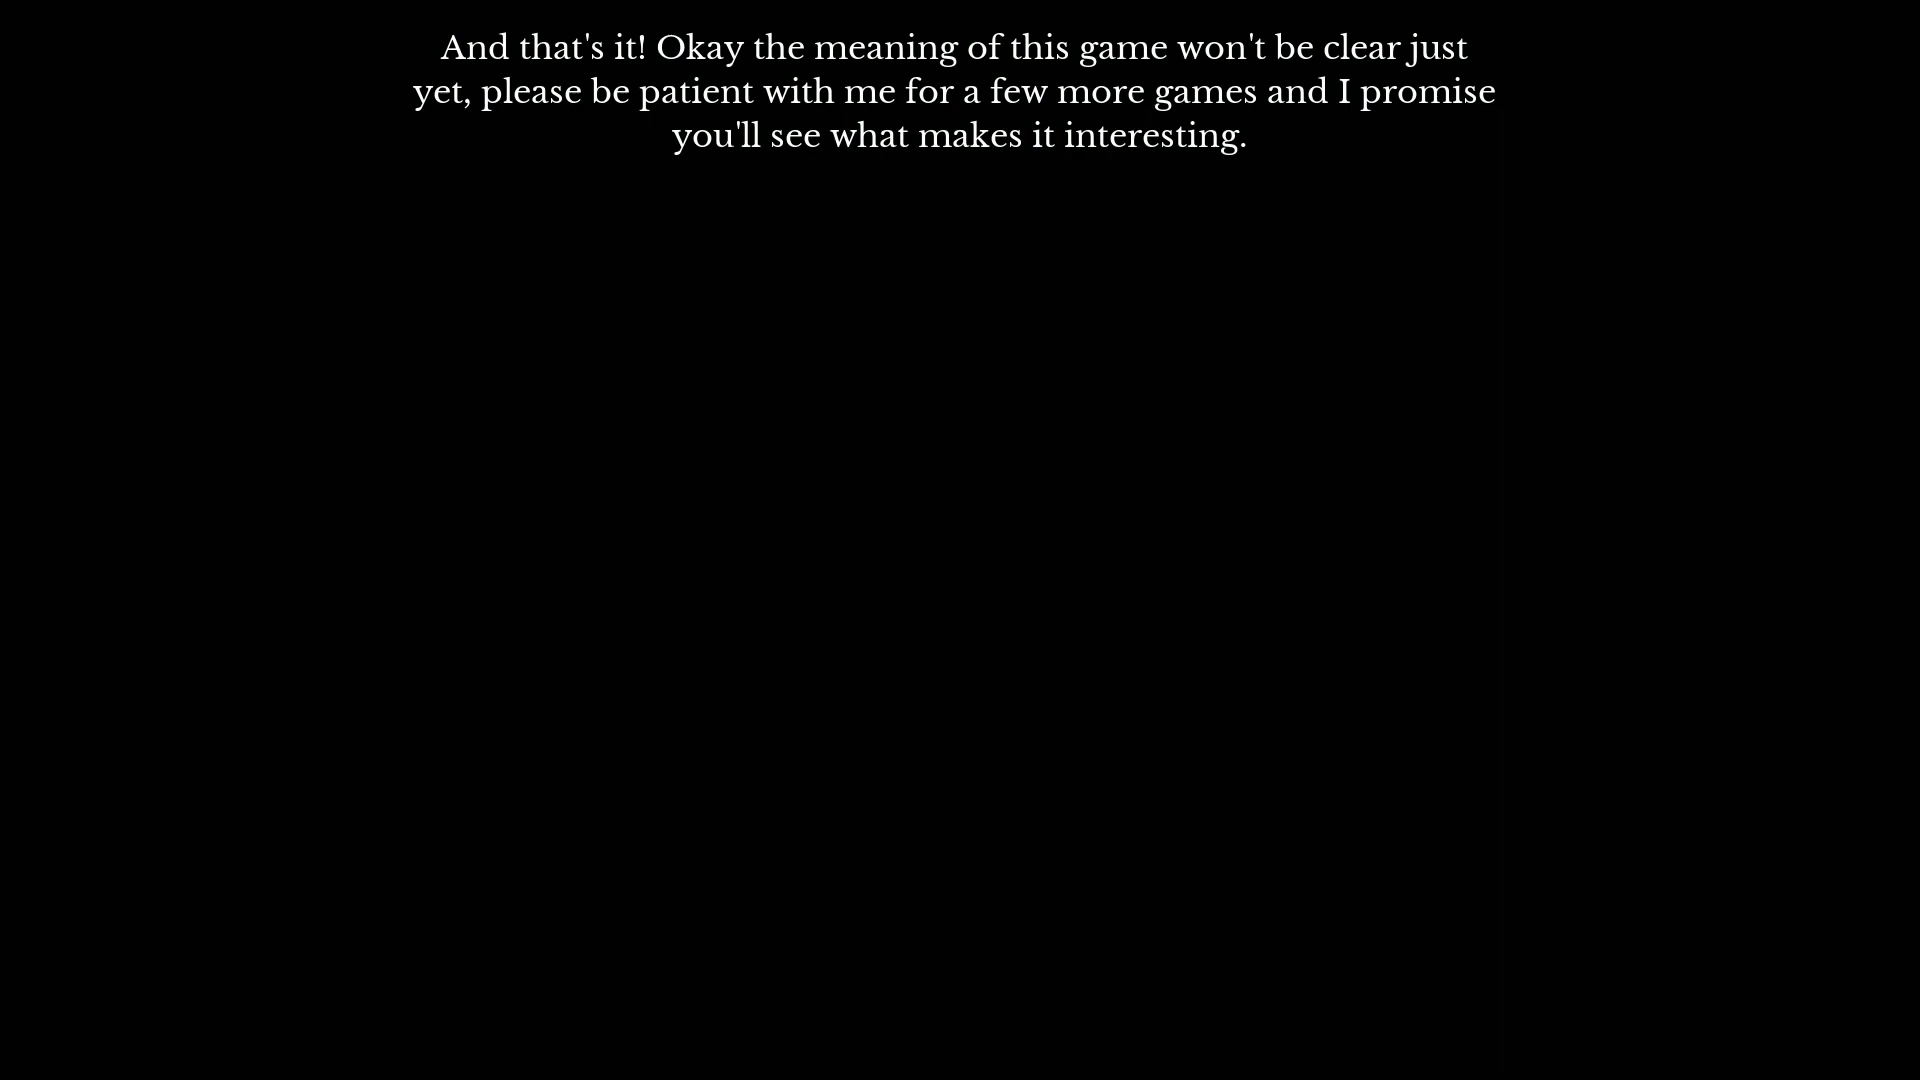 And that's it! Okay the meaning of this game won't be clear just
yet, please be patient with me for a few more games and I promise
you'll see what makes it interesting.